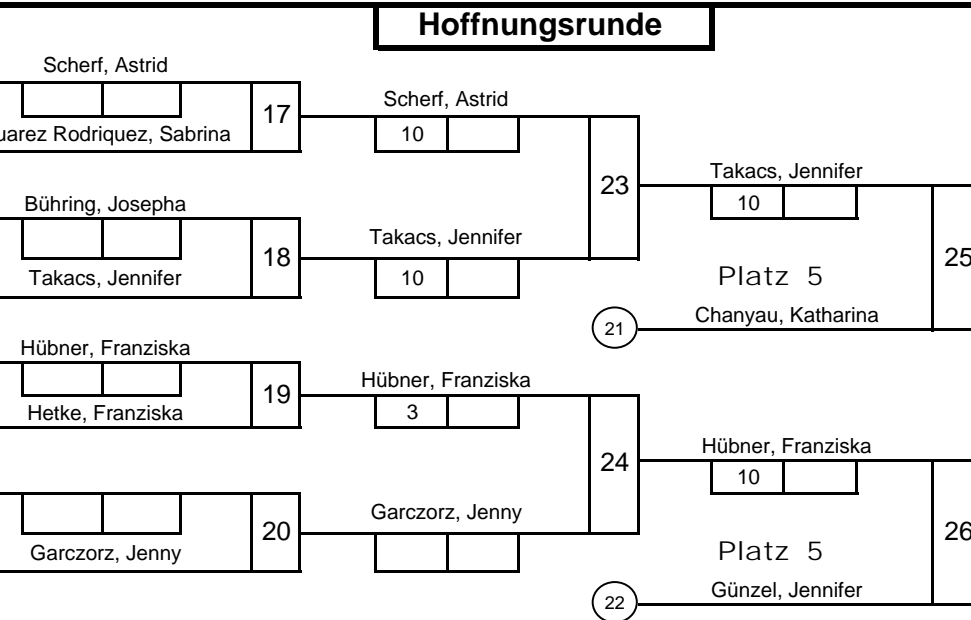 Hoffnungsrunde
Scherf, Astrid
17
uarez Rodriquez, Sabrina
Scherf, Astrid
10
23
Bühring, Josepha
18
Takacs, Jennifer
Takacs, Jennifer
10
Takacs, Jennifer
10
25
Platz 5
Chanyau, Katharina
21
Hübner, Franziska
19
Hetke, Franziska
Hübner, Franziska
3
24
20
Garczorz, Jenny
Garczorz, Jenny
Hübner, Franziska
10
26
Platz 5
Günzel, Jennifer
22